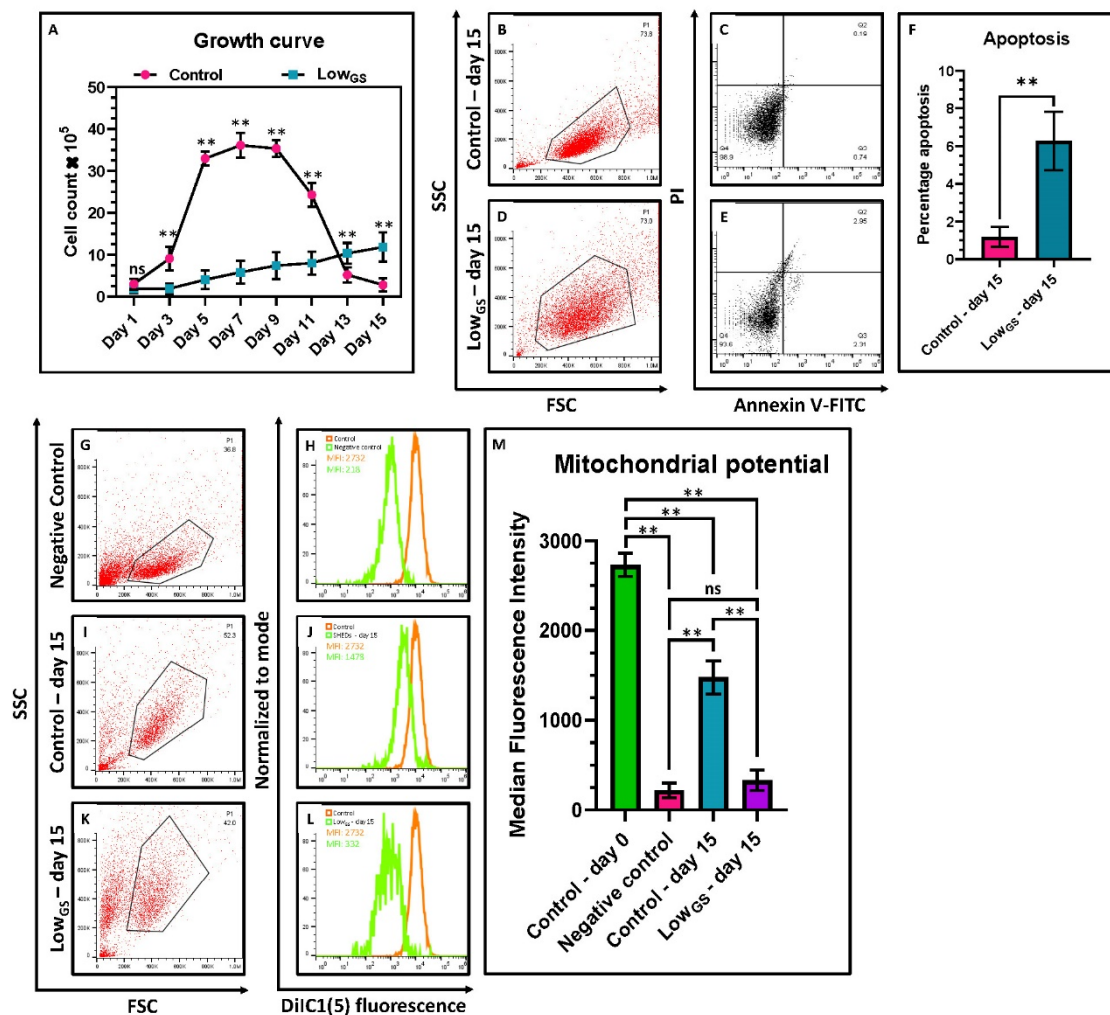 A
Growth curve
Control
LowGS
Cell count ✖ 10⁵
50
40
30
20
10
0
ns
**
**
**
**
**
**
**
Day 1
Day 3
Day 5
Day 7
Day 9
Day 11
Day 13
Day 15
SSC
Control – day 15
LowGS – day 15
FSC
B
P1
D
P1
73.0
200K
400K
600K
800K
1.0M
PI
Annexin V-FITC
C
Q2
0.19
Q4
98.9
Q3
0.74
E
Q2
2.95
Q4
93.6
Q3
2.31
F
Apoptosis
**
Percentage apoptosis
10
8
6
4
2
0
Control - day 15
LowGS - day 15
SSC
Negative Control
Control – day 15
LowGS – day 15
FSC
G
P1
36.8
I
P1
K
P1
42.0
Normalized to mode
DiIC1(5) fluorescence
H
Control
Negative control
MFI: 2732
MFI: 218
J
Control
SHEDs - day 15
MFI: 2732
L
Control
LowGS - day 15
MFI: 2732
MFI: 332
M
Mitochondrial potential
**
**
**
ns
**
**
Median Fluorescence Intensity
3000
2000
1000
0
Control - day 0
Negative control
Control - day 15
LowGS - day 15